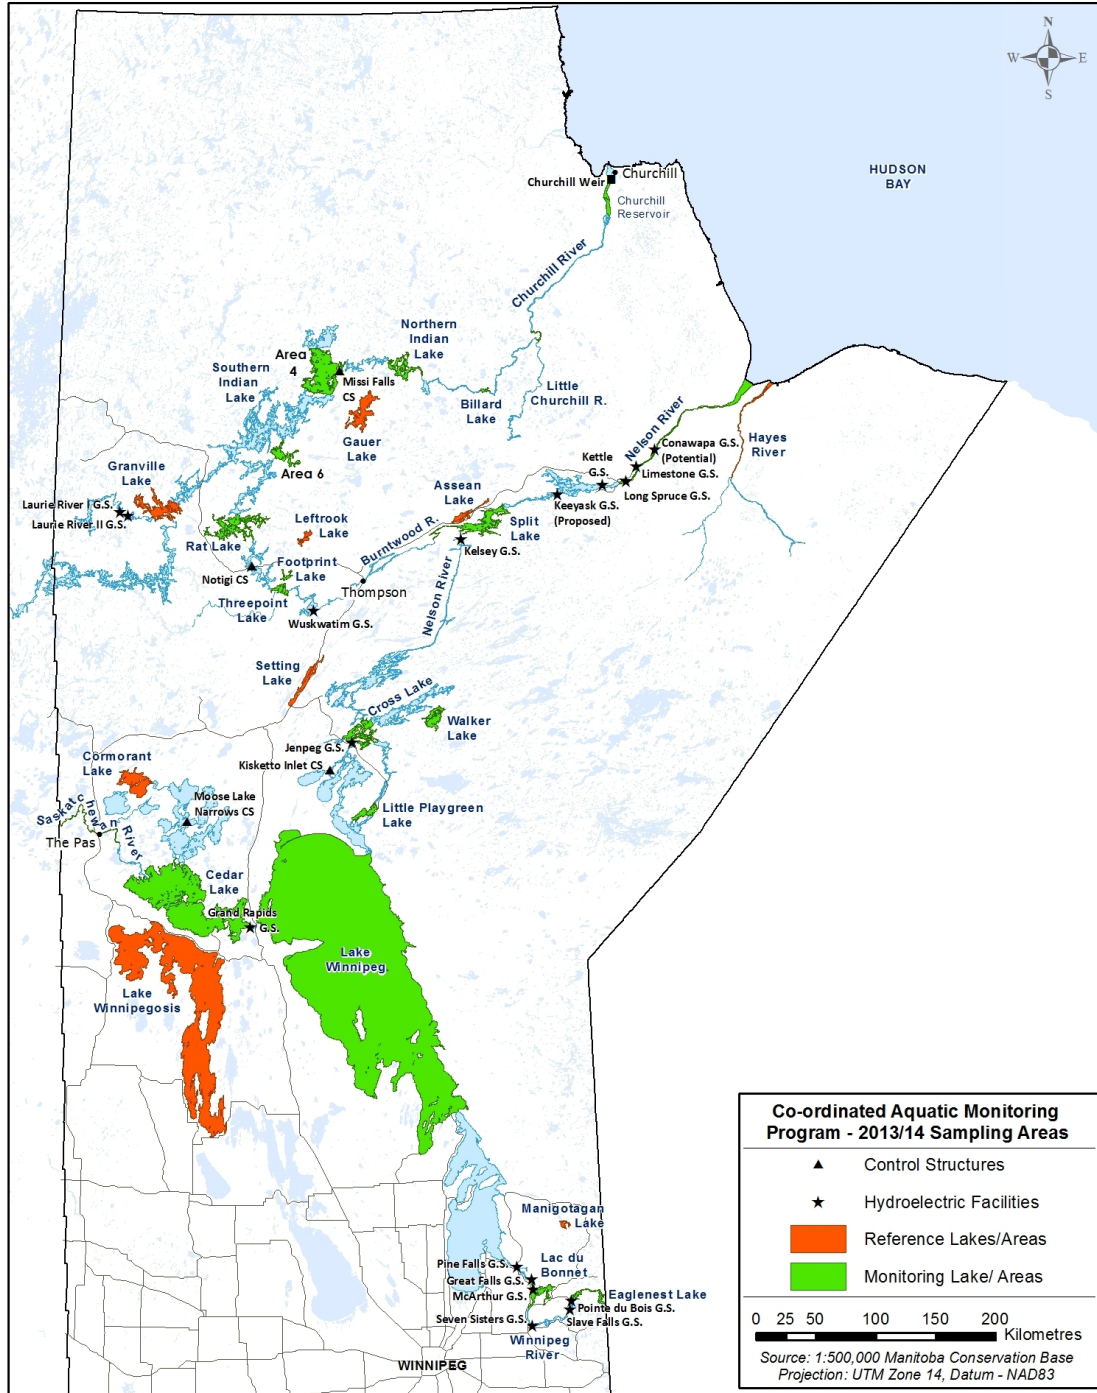 N
W
E
S
HUDSON
BAY
Churchill
Churchill Weir
Churchill
Reservoir
Churchill River
Northern
Indian
Lake
Area
4
Southern
Indian
Lake
Missi Falls
CS
Billard
Lake
Little
Churchill R.
Gauer
Lake
Area 6
Granville
Lake
Laurie River I G.S.
Laurie River II G.S.
Rat Lake
Leftrook
Lake
Assean
Lake
Burntwood R.
Split
Lake
Kettle
G.S.
Nelson River
Conawapa G.S.
(Potential)
Limestone G.S.
Long Spruce G.S.
Keeyask G.S.
(Proposed)
Hayes
River
Kelsey G.S.
Notigi CS
Footprint
Lake
Thompson
Threepoint
Lake
Wuskwatim G.S.
Nelson River
Setting
Lake
Cross Lake
Walker
Lake
Jenpeg G.S.
Kisketto Inlet CS
Cormorant
Lake
Moose Lake
Narrows CS
Little Playgreen
Lake
Saskatchewan River
The Pas
Cedar
Lake
Grand Rapids
G.S.
Lake
Winnipeg
Lake
Winnipegosis
Manigotagan
Lake
Pine Falls G.S.
Lac du
Bonnet
Great Falls G.S.
McArthur G.S.
Eaglenest Lake
Pointe du Bois G.S.
Slave Falls G.S.
Seven Sisters G.S.
Winnipeg
River
WINNIPEG
Co-ordinated Aquatic Monitoring
Program - 2013/14 Sampling Areas
Control Structures
Hydroelectric Facilities
Reference Lakes/Areas
Monitoring Lake/ Areas
0 25 50 100 150 200
Kilometres
Source: 1:500,000 Manitoba Conservation Base
Projection: UTM Zone 14, Datum - NAD83